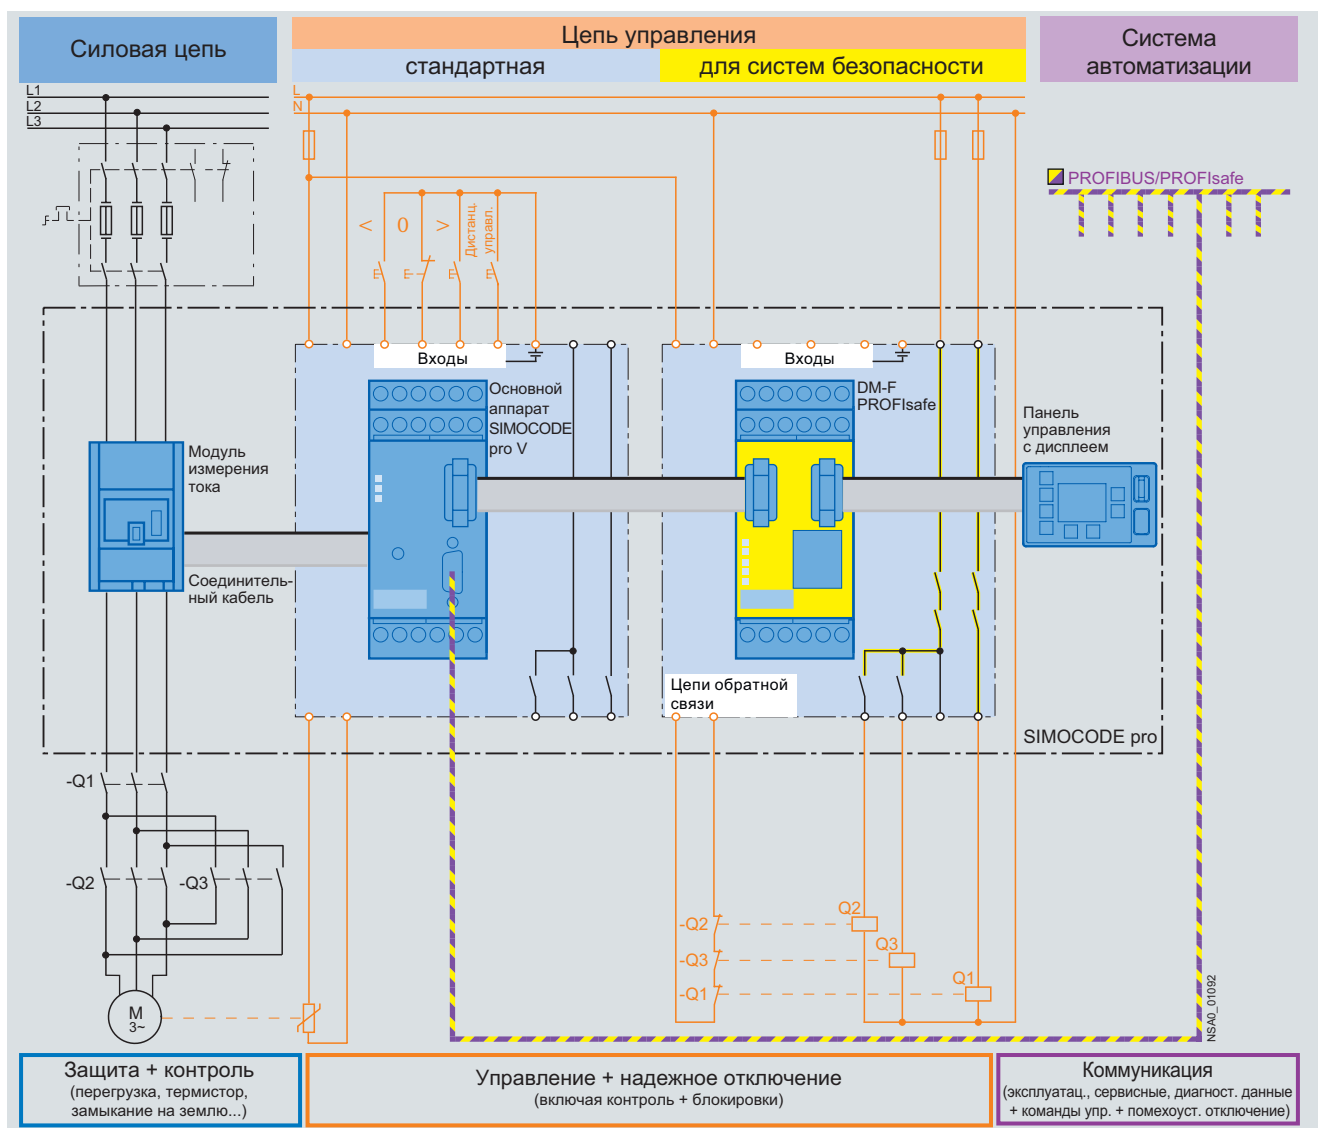 Силовая цепь
Цепь управления
стандартная
для систем безопасности
Система
автоматизации
L1
L2
L3
L
N
PROFIBUS/PROFIsafe
< 0 >
Дистанц.
управл.
Входы
Входы
Основной
аппарат
SIMOCODE
pro V
DM-F
PROFIsafe
Панель
управления
с дисплеем
Модуль
измерения
тока
Соединитель-
ный кабель
Цепи обратной
связи
SIMOCODE pro
-Q1
-Q2
-Q3
-Q2
-Q3
-Q1
Q2
Q3
Q1
M
3~
NSA0_01092
Защита + контроль
(перегрузка, термистор,
замыкание на землю...)
Управление + надежное отключение
(включая контроль + блокировки)
Коммуникация
(эксплуатац., сервисные, диагност. данные
+ команды упр. + помехоуст. отключение)